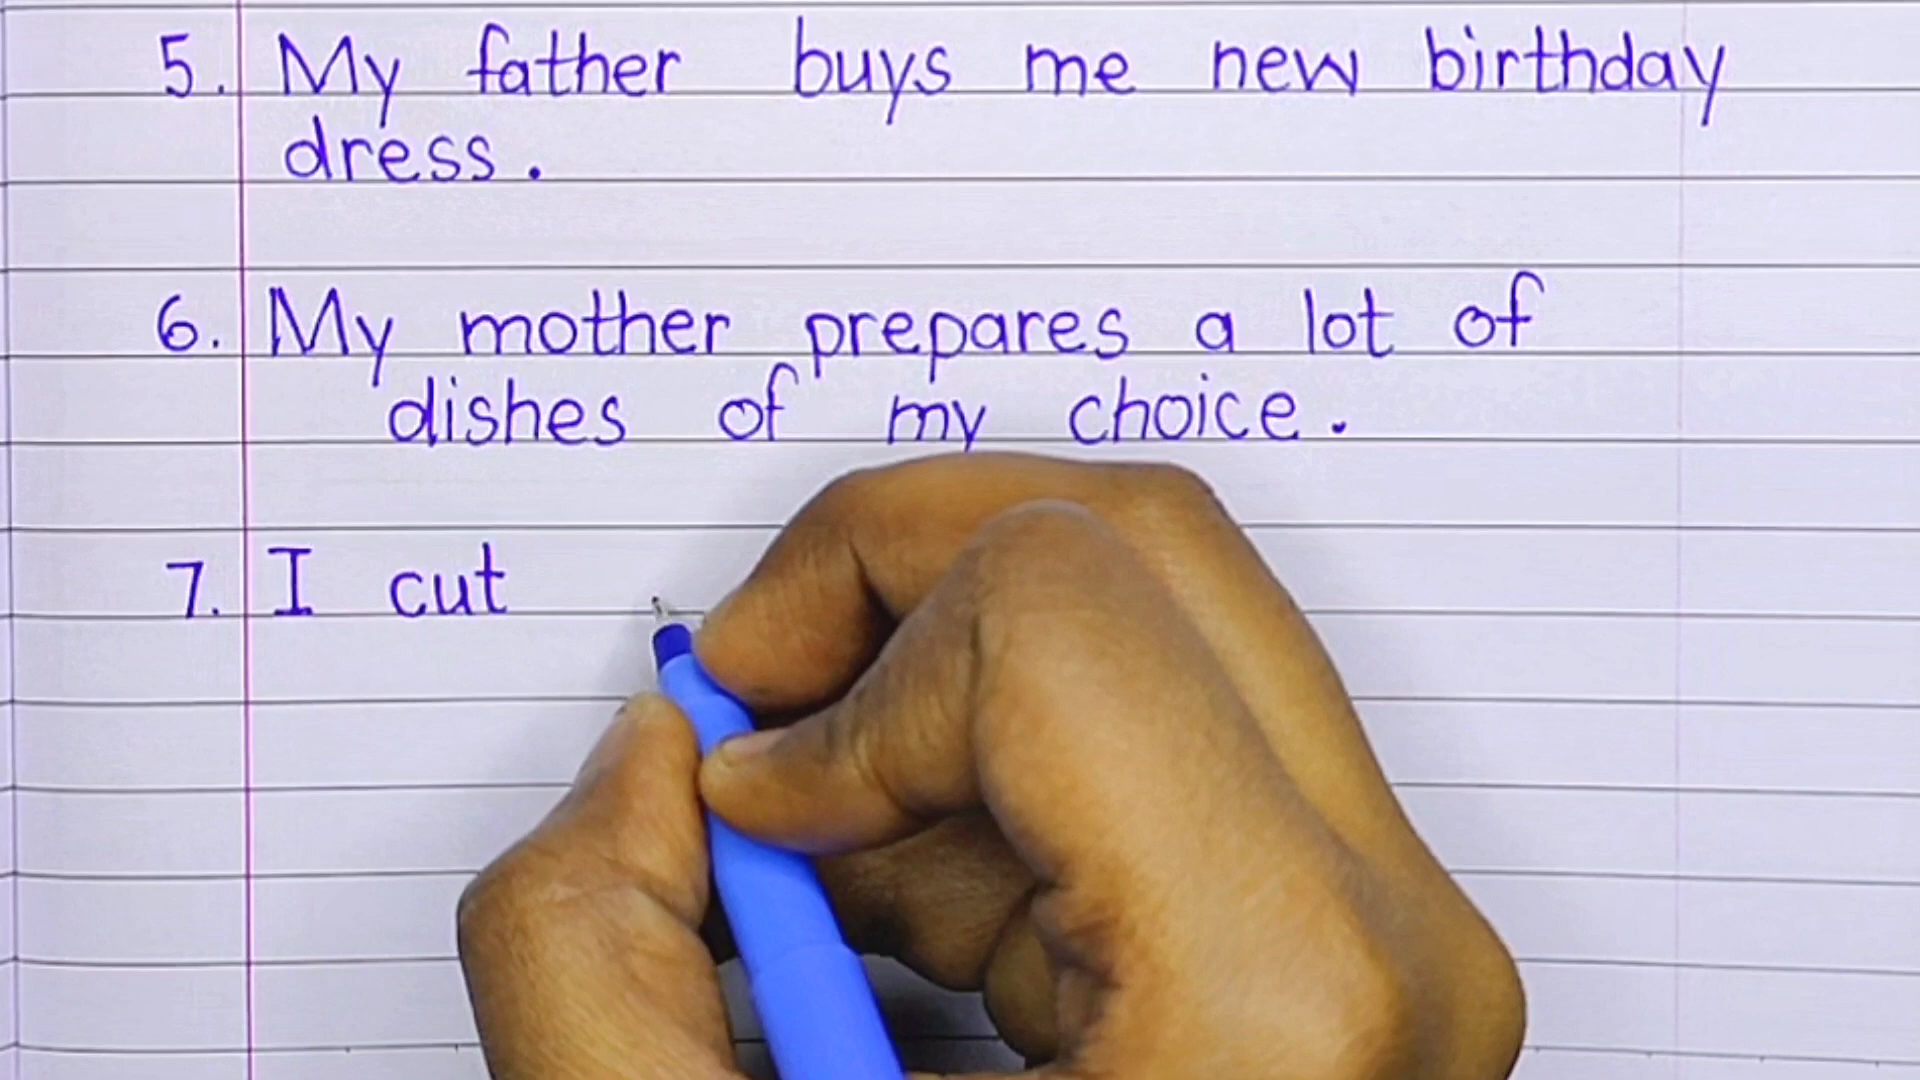 5. My father buys me new birthday
dress.
6. My mother prepares a lot of
dishes of my choice.
7. I cut